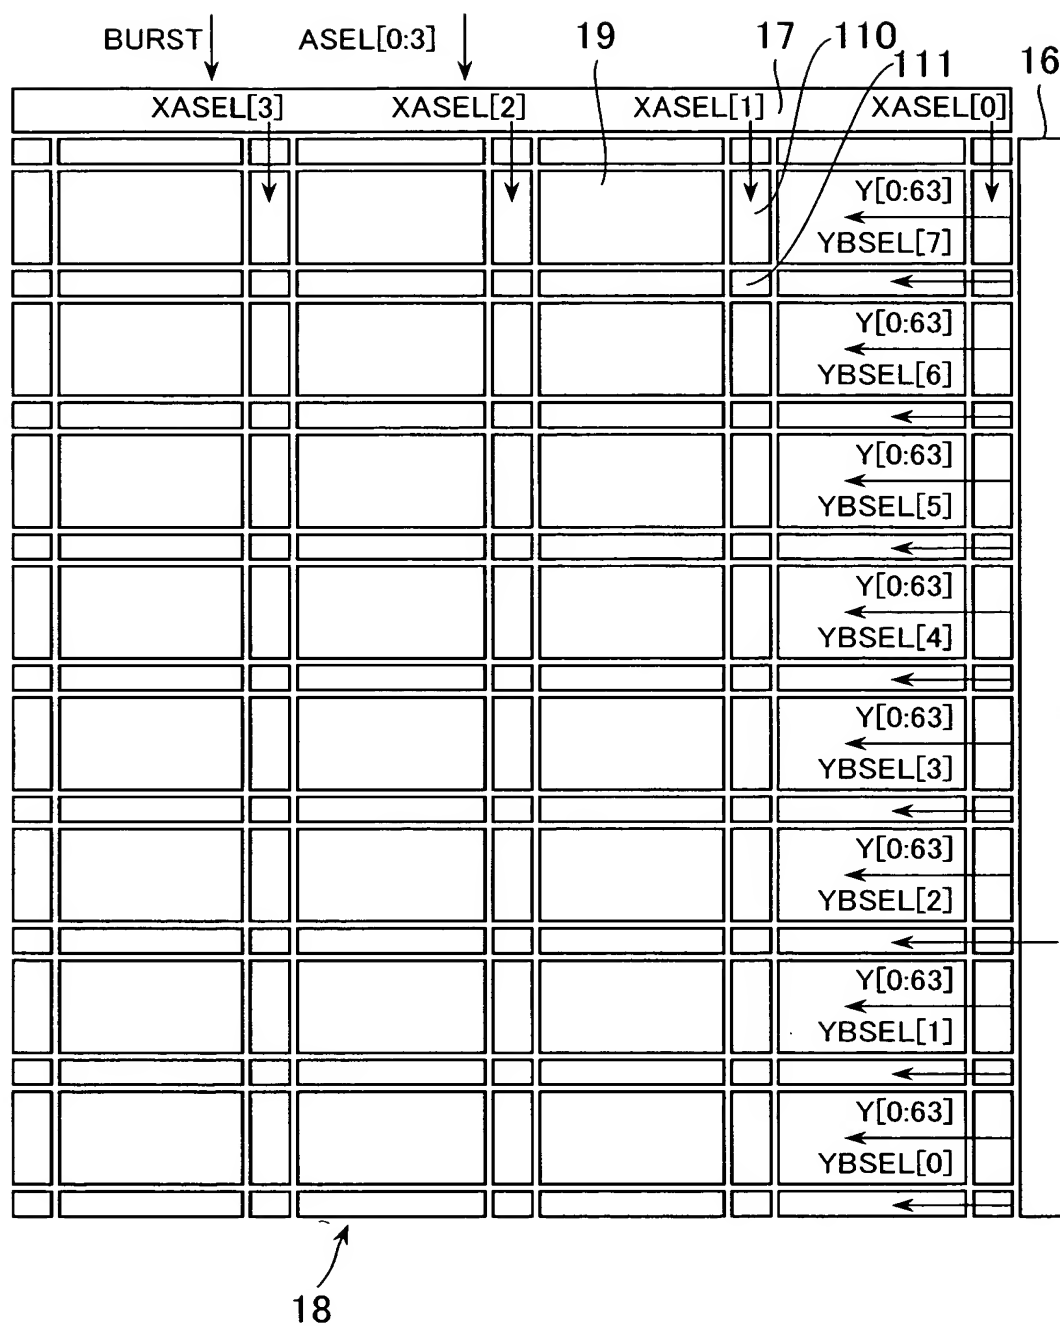 BURST ASEL[0:3] 19 17 110
111 16
XASEL[3] XASEL[2] XASEL[1] XASEL[0]
Y[0:63]
YBSEL[7]
Y[0:63]
YBSEL[6]
Y[0:63]
YBSEL[5]
Y[0:63]
YBSEL[4]
Y[0:63]
YBSEL[3]
Y[0:63]
YBSEL[2]
Y[0:63]
YBSEL[1]
Y[0:63]
YBSEL[0]
18